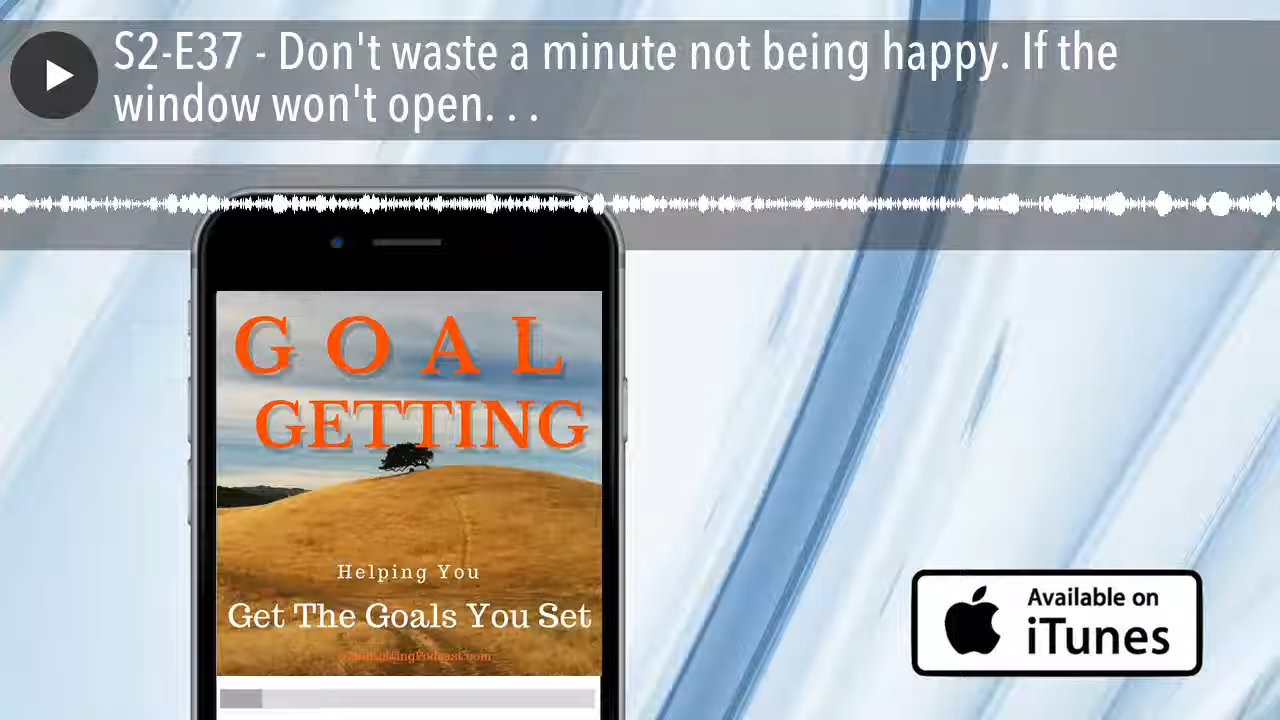 S2-E37 - Don't waste a minute not being happy. If the
window won't open. . .
GOAL
GETTING
Helping You
Get The Goals You Set
Available on
iTunes